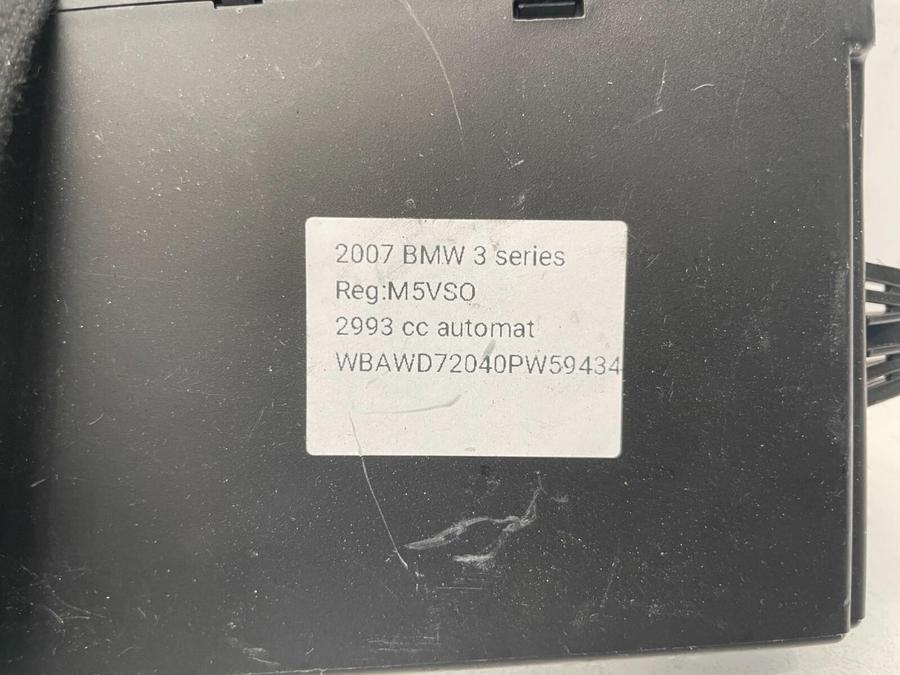 2007 BMW 3 series
Reg:M5VSO
2993 cc automat
WBAWD72040PW59434